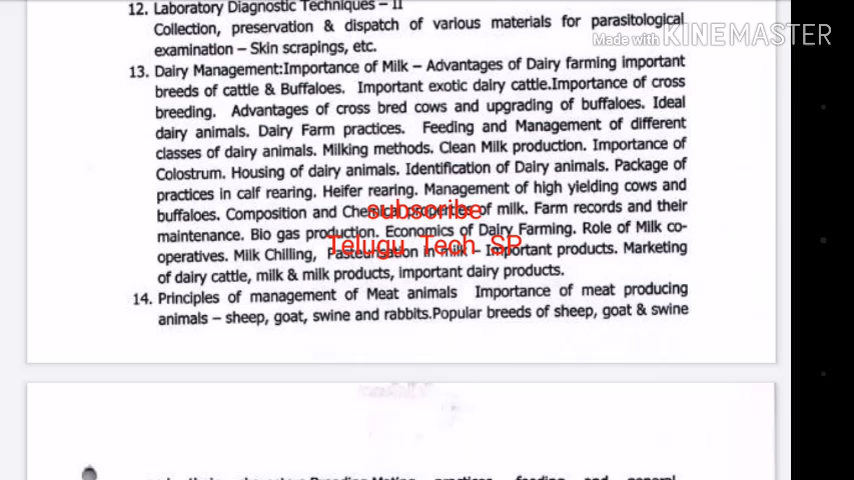 12. Laboratory Diagnostic Techniques – II
Collection, preservation & dispatch of various materials for parasitological
examination – Skin scrapings, etc.
Made with KINEMASTER
13. Dairy Management:Importance of Milk – Advantages of Dairy farming important
breeds of cattle & Buffaloes. Important exotic dairy cattle.Importance of cross
breeding. Advantages of cross bred cows and upgrading of buffaloes. Ideal
dairy animals. Dairy Farm practices. Feeding and Management of different
classes of dairy animals. Milking methods. Clean Milk production. Importance of
Colostrum. Housing of dairy animals. Identification of Dairy animals. Package of
practices in calf rearing. Heifer rearing. Management of high yielding cows and
buffaloes. Composition and Chemical properties of milk. Farm records and their
subscribe
maintenance. Bio gas production. Economics of Dairy Farming. Role of Milk co-
operatives. Milk Chilling, Pasteurisation in milk – Important products. Marketing
Telugu Tech SP
of dairy cattle, milk & milk products, important dairy products.
14. Principles of management of Meat animals Importance of meat producing
animals – sheep, goat, swine and rabbits.Popular breeds of sheep, goat & swine